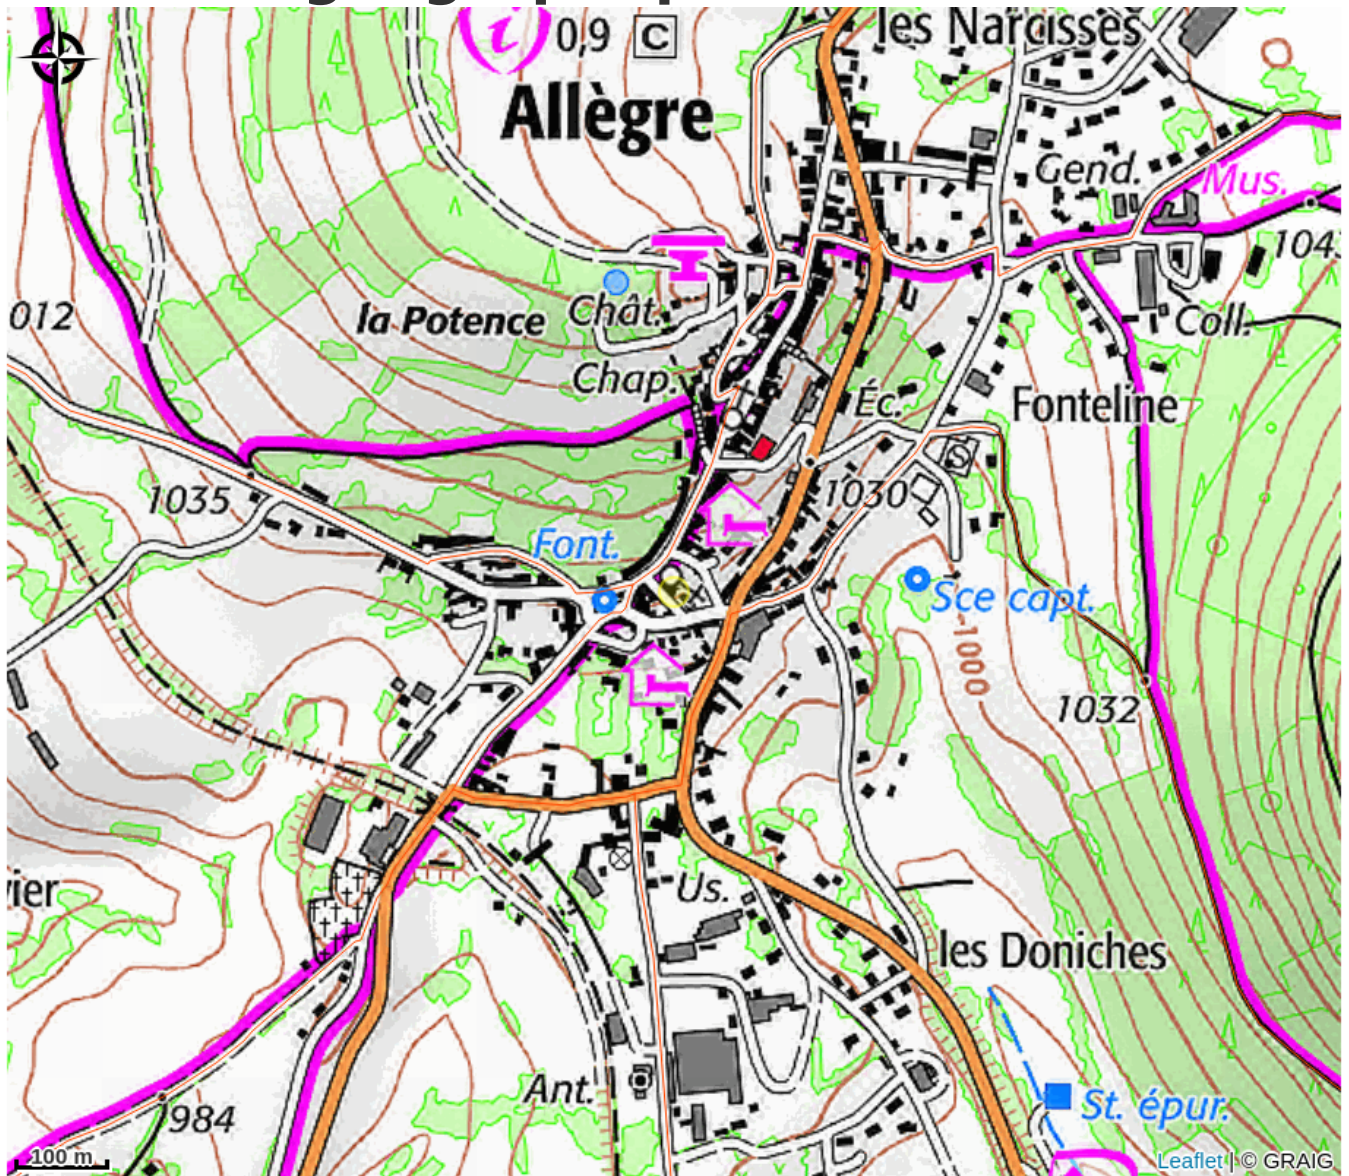 i 0,9 C
les Narcisses
Allègre
Gend.
Mus.
104
012
la Potence
Chât.
Coll.
Chap.
Éc.
Fonteline
1035
1030
Font.
Sce capt.
1000
1032
vier
Us.
les Doniches
Ant.
984
St. épur.
100 m
Leaflet | © GRAIG